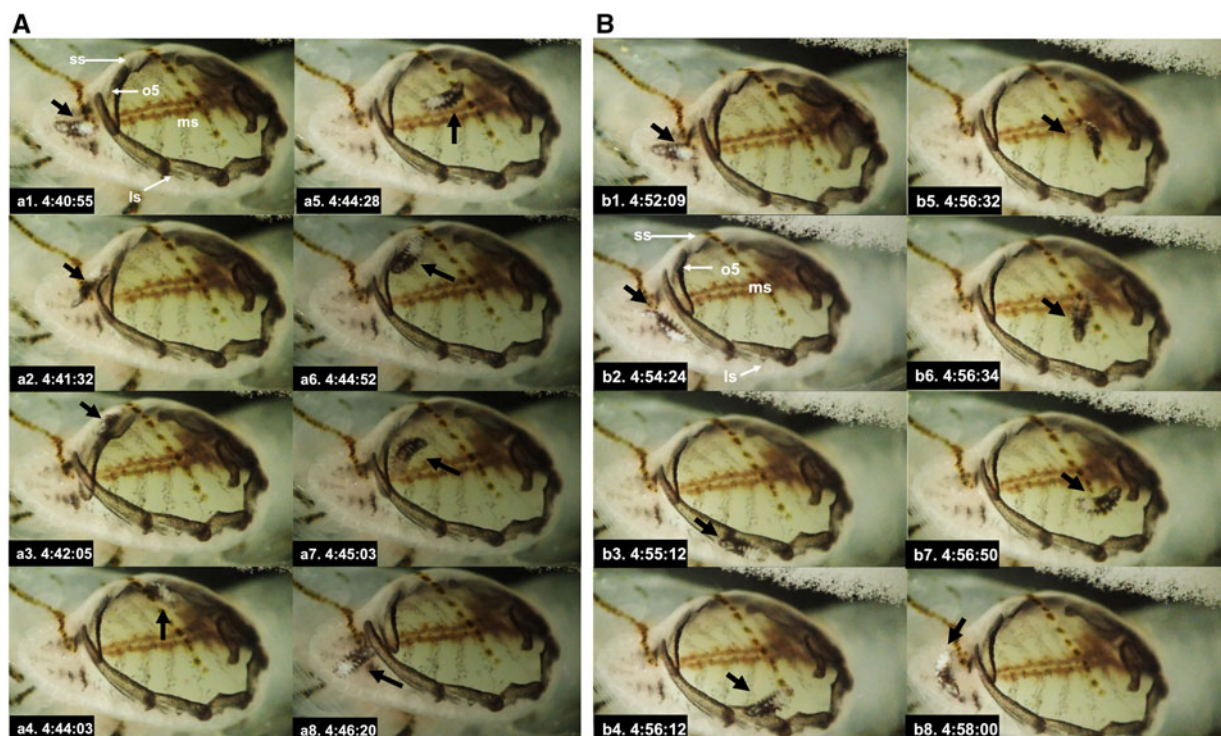 A
ss
o5
ms
ls
a1. 4:40:55
a2. 4:41:32
a3. 4:42:05
a4. 4:44:03
a5. 4:44:28
a6. 4:44:52
a7. 4:45:03
a8. 4:46:20
B
b1. 4:52:09
ss
o5
ms
ls
b2. 4:54:24
b3. 4:55:12
b4. 4:56:12
b5. 4:56:32
b6. 4:56:34
b7. 4:56:50
b8. 4:58:00